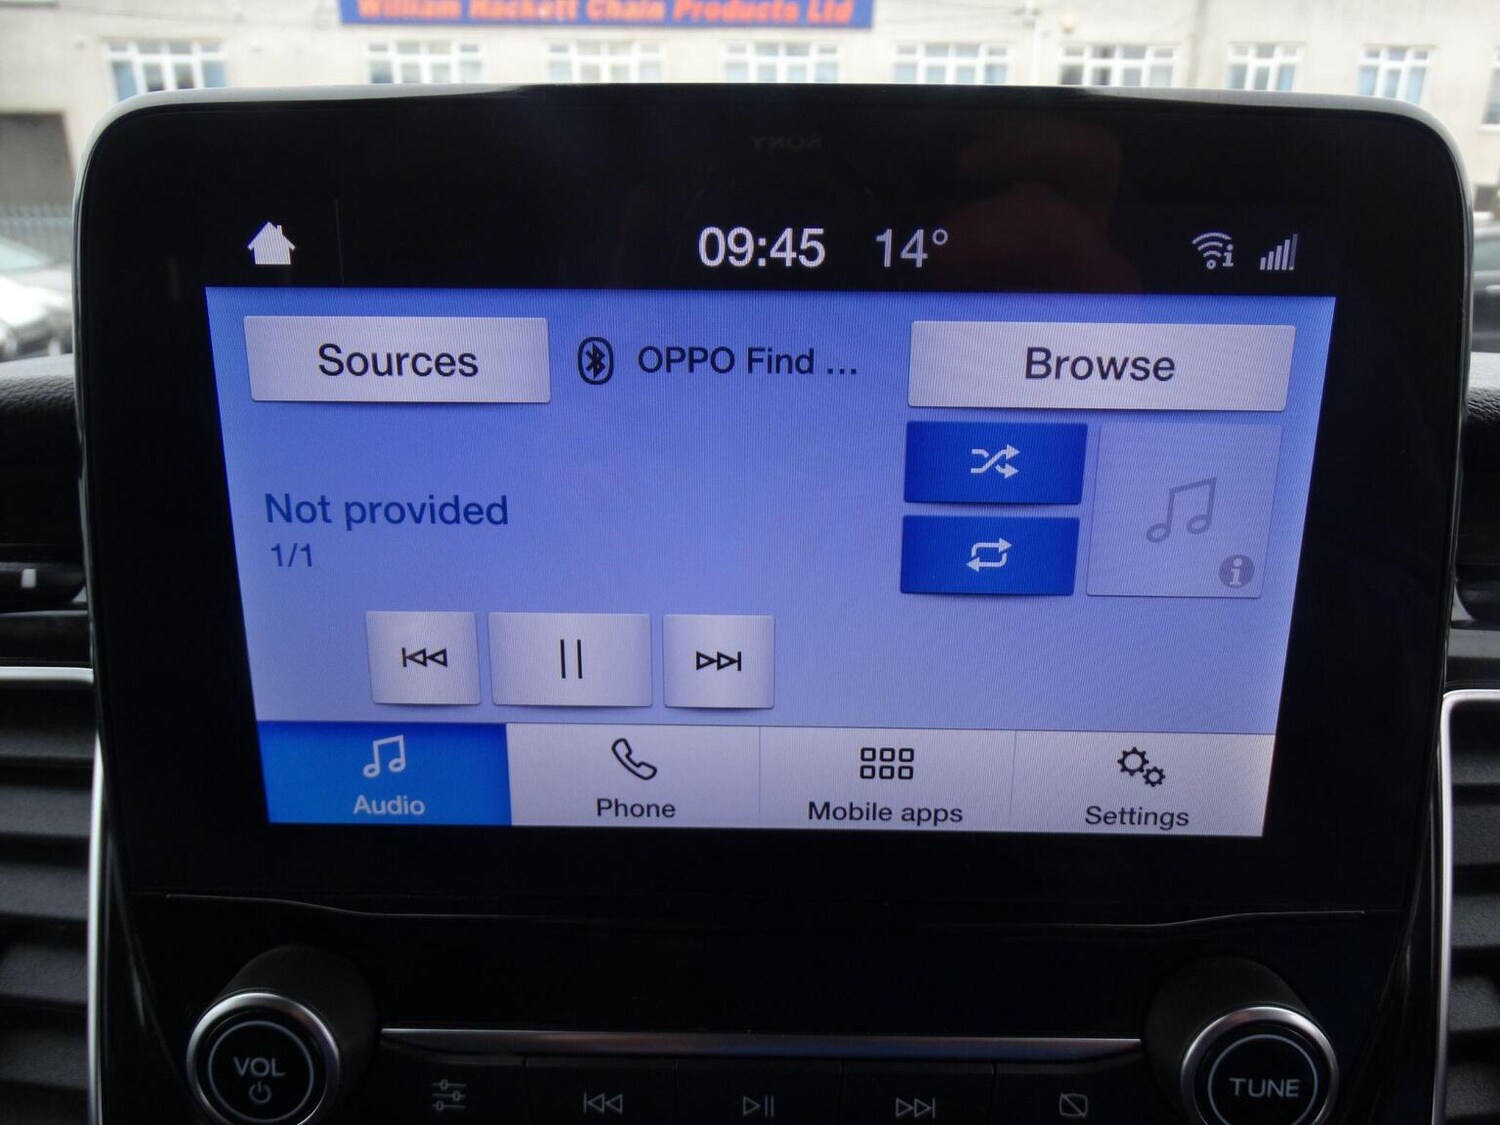 William Hackett Chain Products Ltd
SONY
09:45 14°
Sources
OPPO Find ...
Browse
Not provided
1/1
Audio
Phone
Mobile apps
Settings
VOL
TUNE